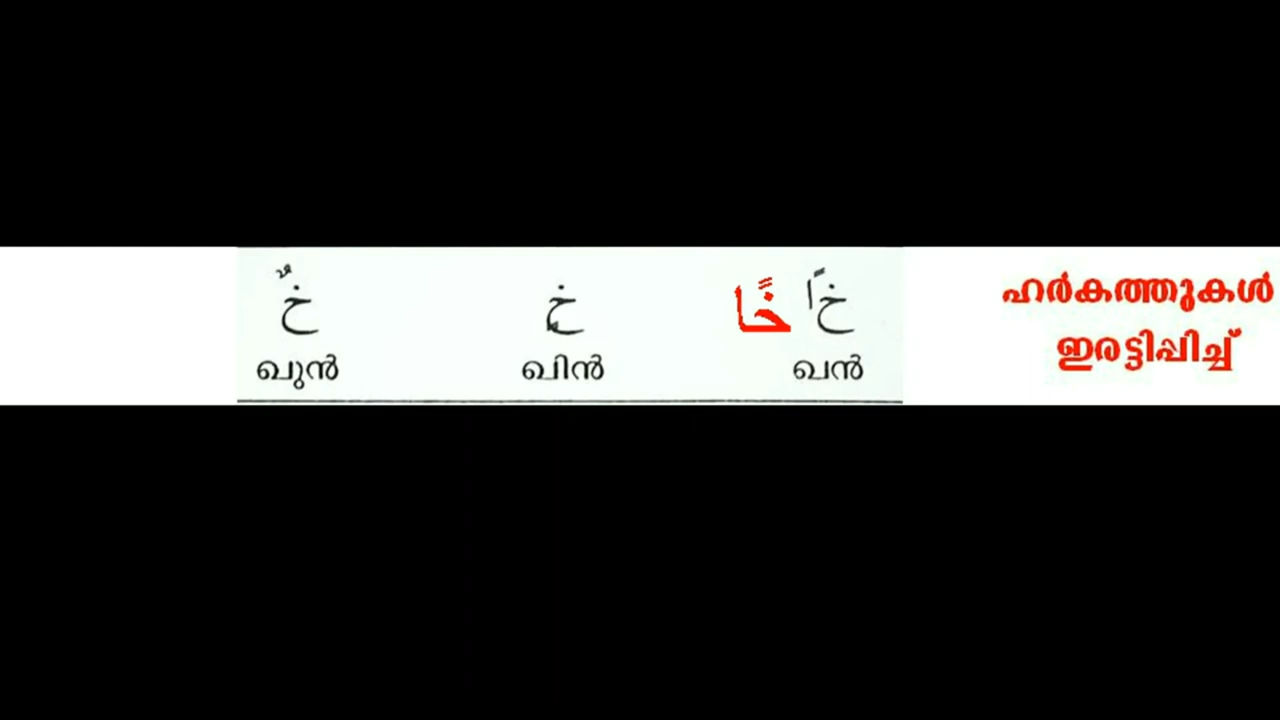 خٌ خٍ خًا خًا ഹർകത്തുകൾ
ഖുൻ ഖിൻ ഖൻ ഇരട്ടിപ്പിച്ച്